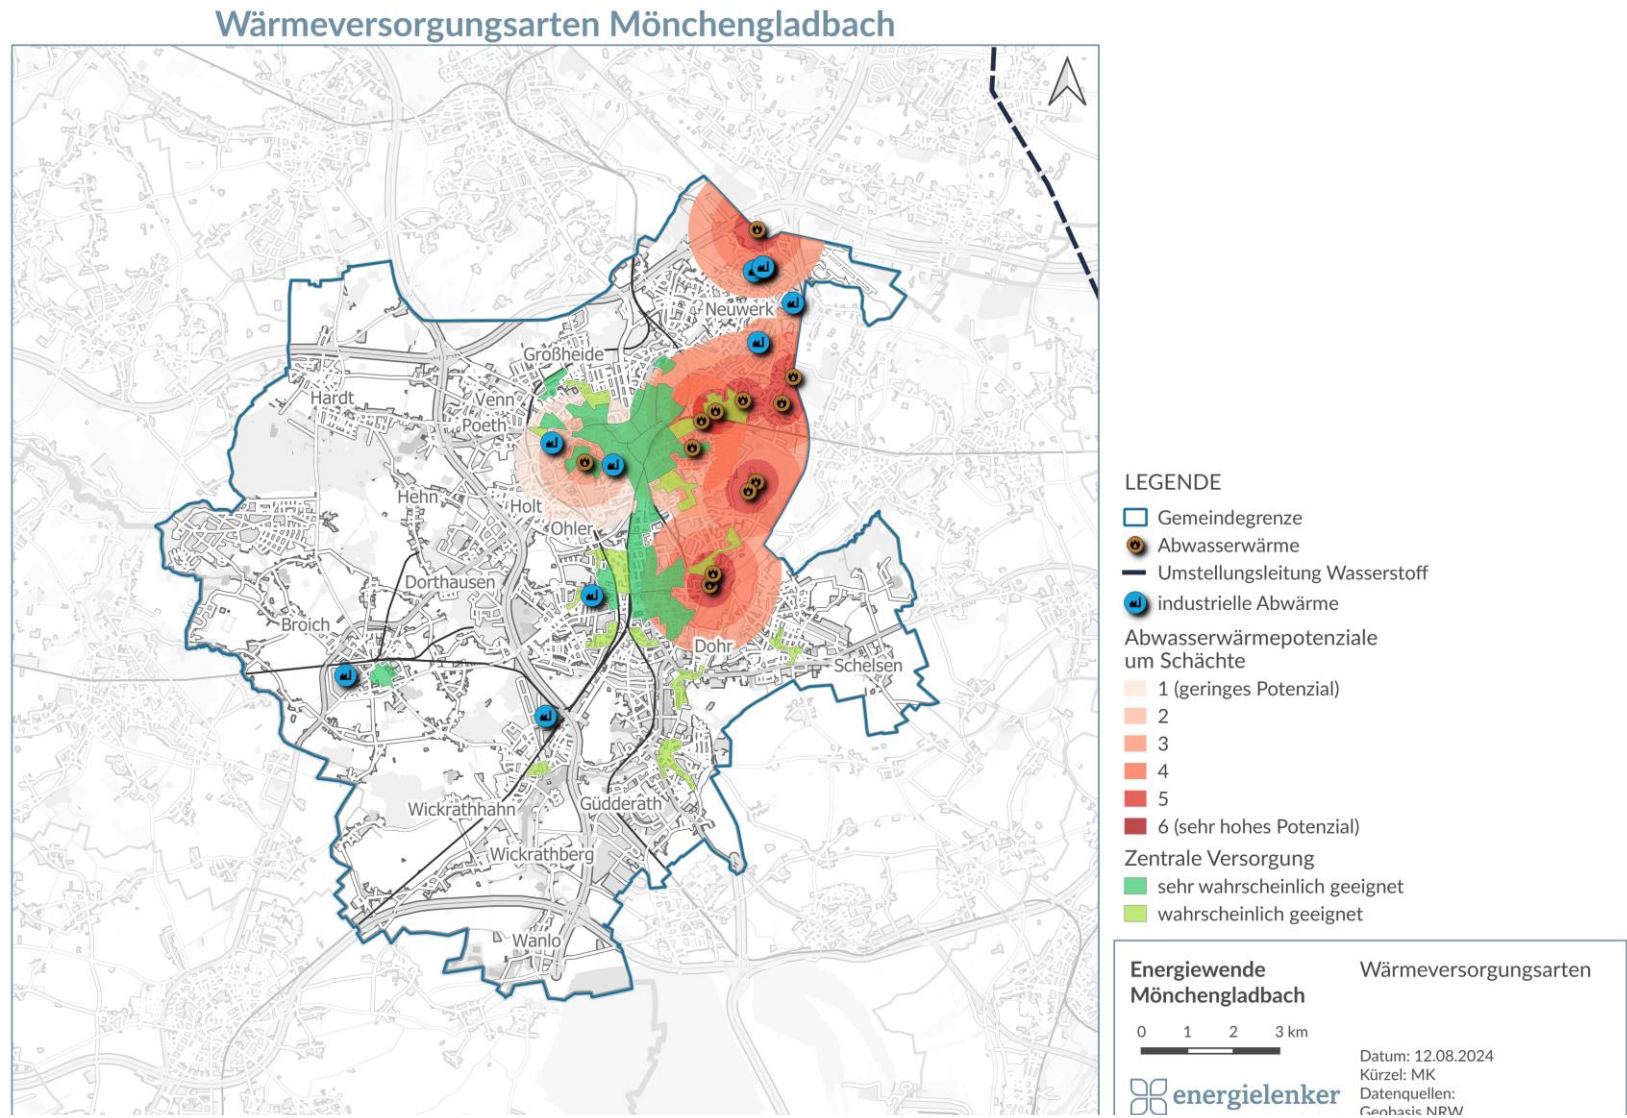 Wärmeversorgungsarten Mönchengladbach
Neuwerk
Großheide
Hardt
Venn
Poeth
Hehn
Holt
Ohler
Dorthausen
Broich
Dohr
Schelsen
Wickrathhahn
Güdderath
Wickrathberg
Wanlo
LEGENDE
Gemeindegrenze
Abwasserwärme
Umstellungsleitung Wasserstoff
industrielle Abwärme
Abwasserwärmepotenziale
um Schächte
1 (geringes Potenzial)
2
3
4
5
6 (sehr hohes Potenzial)
Zentrale Versorgung
sehr wahrscheinlich geeignet
wahrscheinlich geeignet
Energiewende
Mönchengladbach
Wärmeversorgungsarten
0 1 2 3 km
energielenker
Datum: 12.08.2024
Kürzel: MK
Datenquellen:
Geobasis NRW